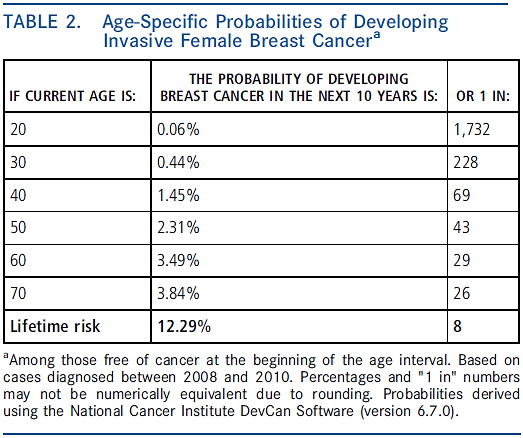 TABLE 2. Age-Specific Probabilities of Developing
Invasive Female Breast Cancerᵃ
IF CURRENT AGE IS: THE PROBABILITY OF DEVELOPING BREAST CANCER IN THE NEXT 10 YEARS IS: OR 1 IN:
20 0.06% 1,732
30 0.44% 228
40 1.45% 69
50 2.31% 43
60 3.49% 29
70 3.84% 26
Lifetime risk 12.29% 8
ᵃAmong those free of cancer at the beginning of the age interval. Based on
cases diagnosed between 2008 and 2010. Percentages and "1 in" numbers
may not be numerically equivalent due to rounding. Probabilities derived
using the National Cancer Institute DevCan Software (version 6.7.0).